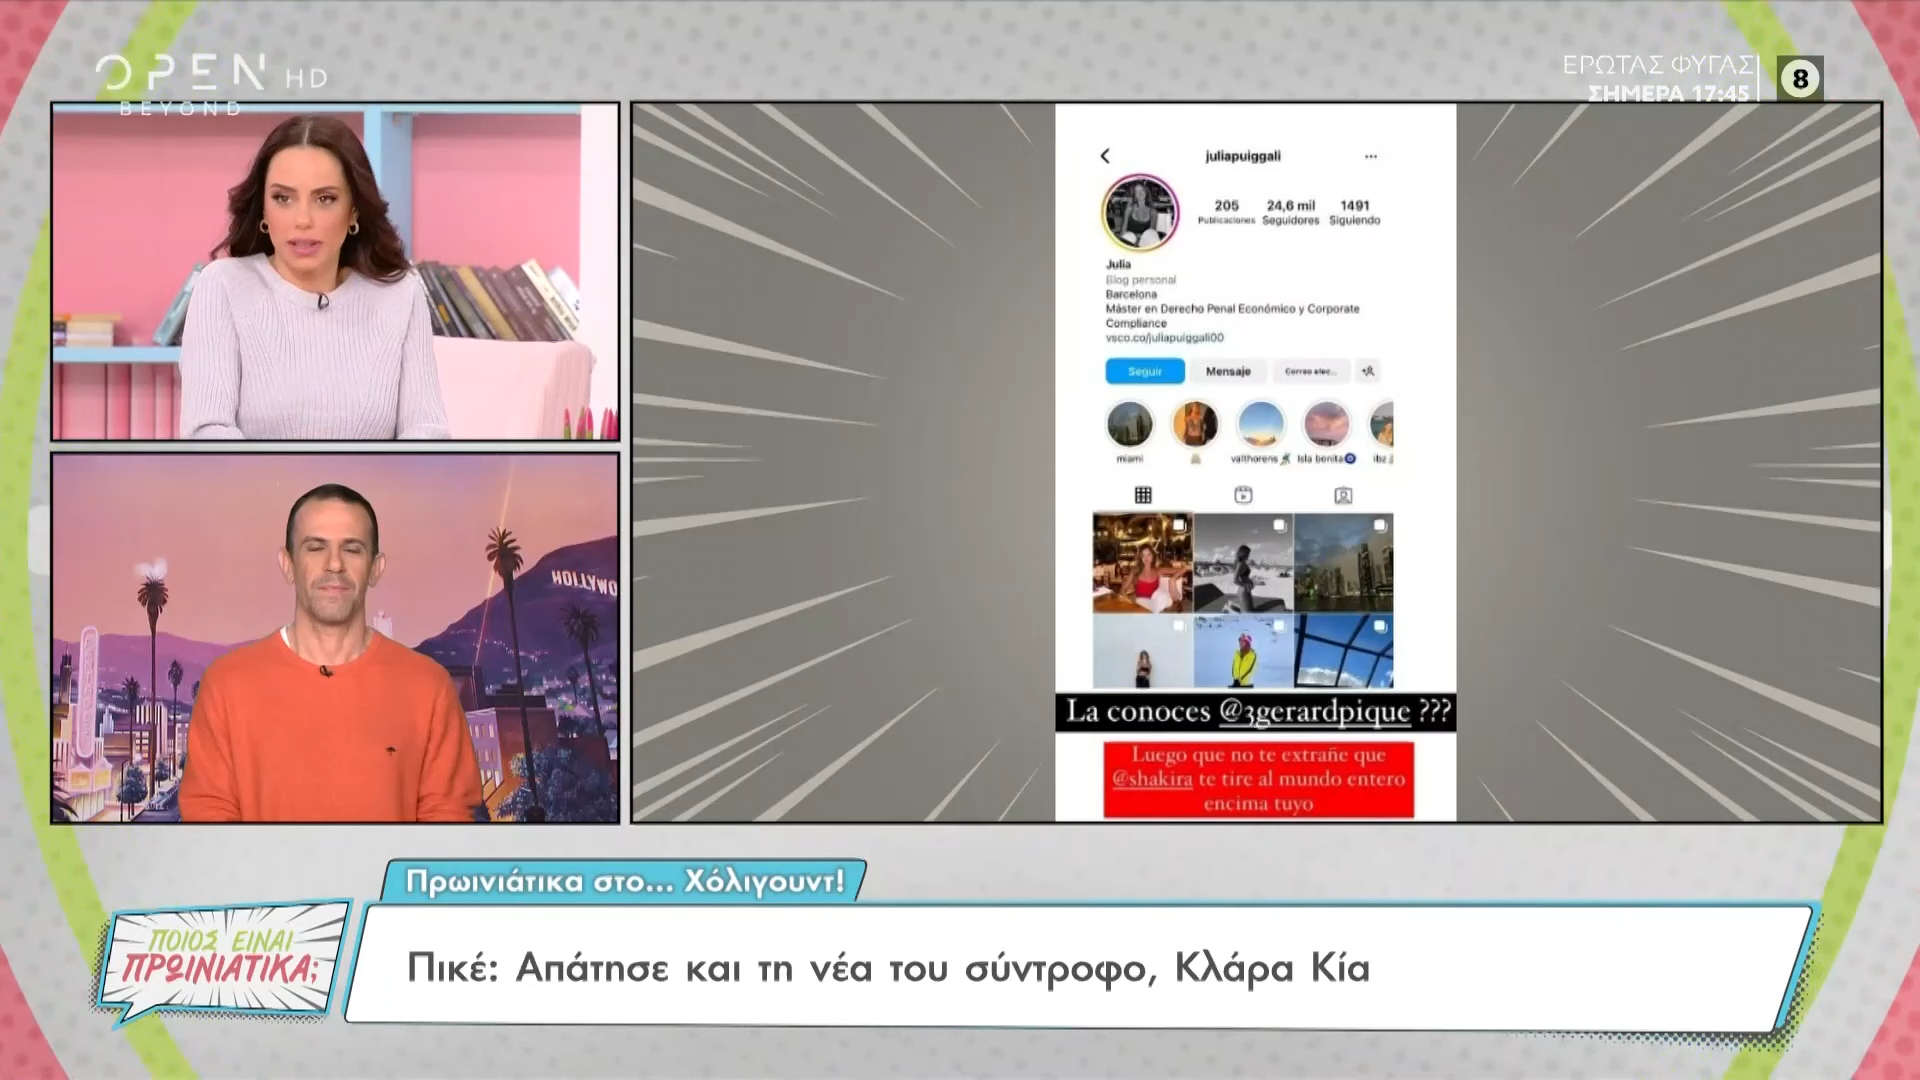 OPEN HD
BEYOND
ΕΡΩΤΑΣ ΦΥΓΑΣ
ΣΗΜΕΡΑ 17:45
8
HOLLYWO
juliapuiggali
205 24,6 mil 1491
Publicaciones Seguidores Siguiendo
Julia
Blog personal
Barcelona
Máster en Derecho Penal Económico y Corporate
Compliance
vsco.co/juliapuiggali00
Seguir Mensaje Correo elec...
miami valthorens Isla bonita ibz
La conoces @3gerardpique ???
Luego que no te extrañe que
@shakira te tire al mundo entero
encima tuyo
Πρωινιάτικα στο... Χόλιγουντ!
ΠΟΙΟΣ ΕΙΝΑΙ
ΠΡΩΙΝΙΑΤΙΚΑ;
Πικέ: Απάτησε και τη νέα του σύντροφο, Κλάρα Κία